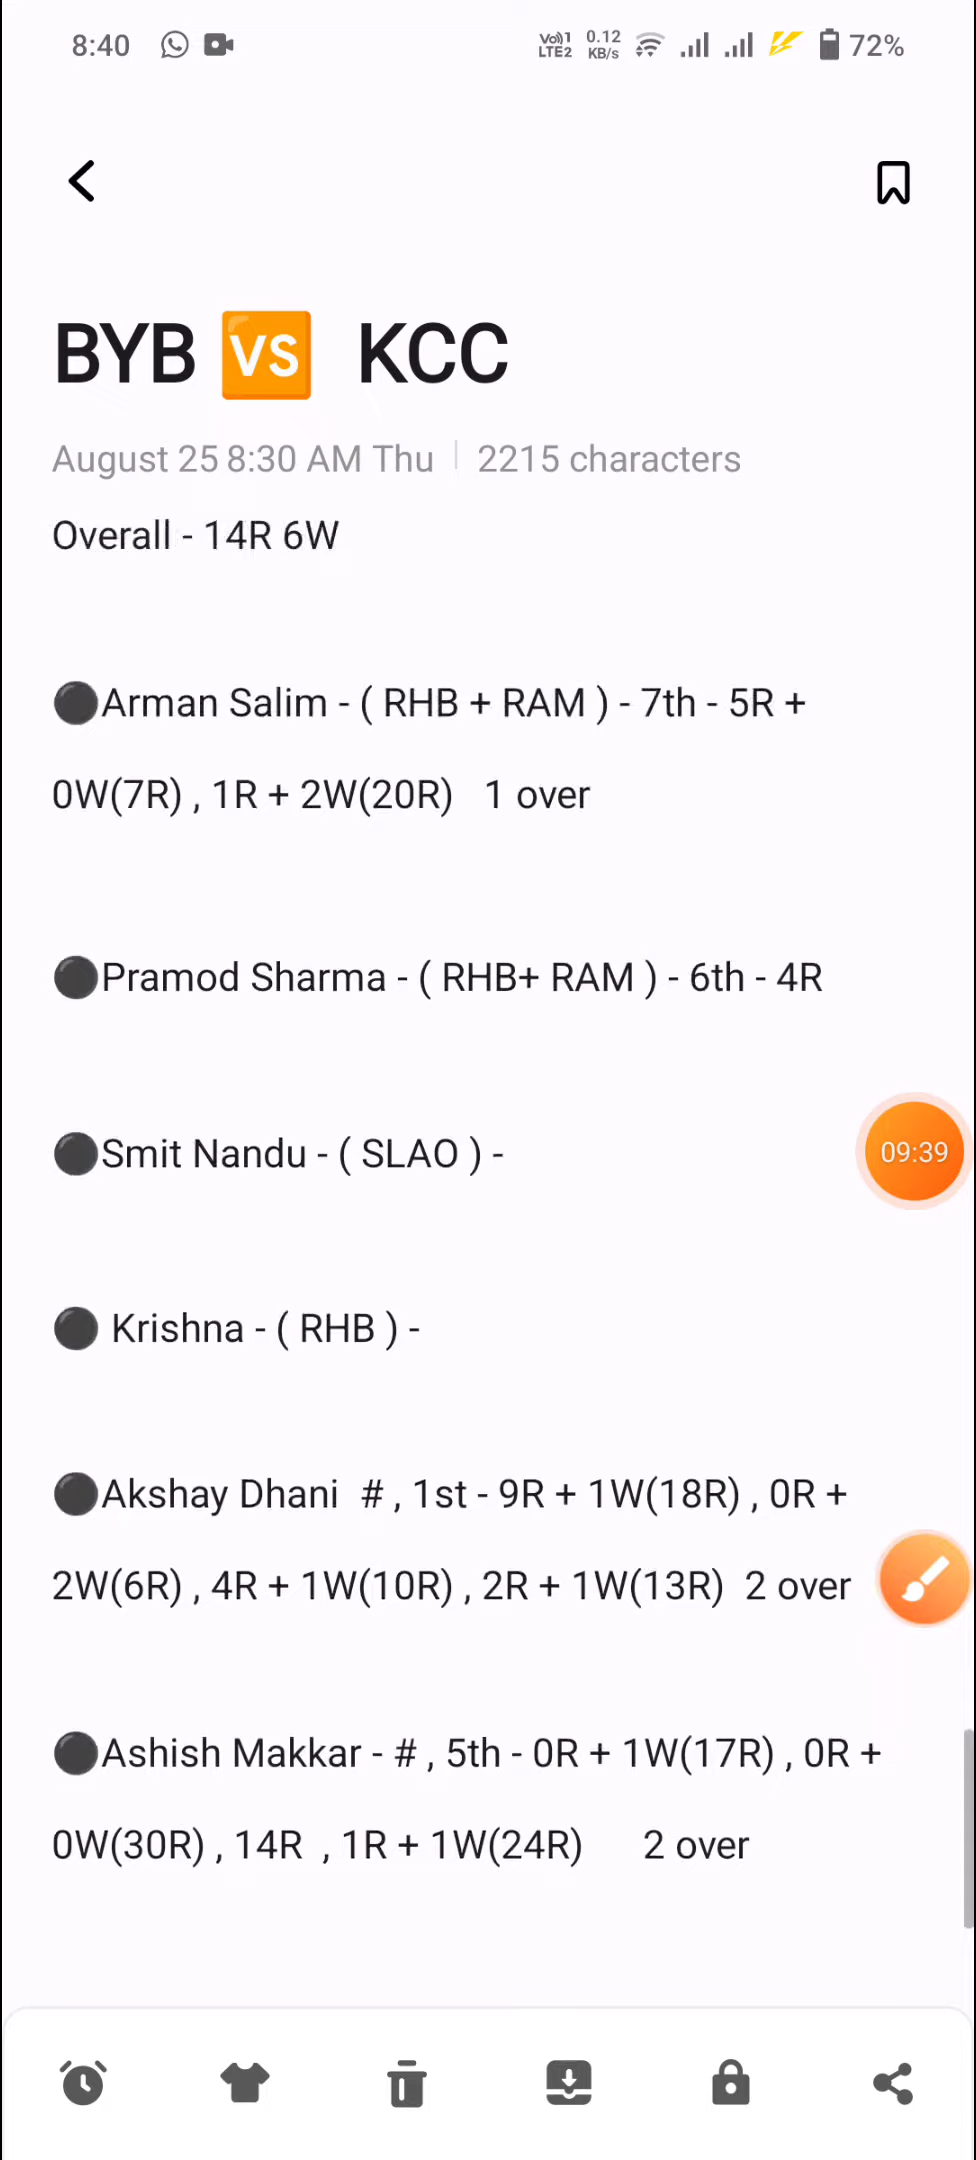 8:40 Vo)) 1 LTE2 0.12 KB/s 72%
BYB VS KCC
August 25 8:30 AM Thu | 2215 characters
Overall - 14R 6W
⚫Arman Salim - ( RHB + RAM ) - 7th - 5R +
0W(7R) , 1R + 2W(20R) 1 over
⚫Pramod Sharma - ( RHB+ RAM ) - 6th - 4R
⚫Smit Nandu - ( SLAO ) -
09:39
⚫ Krishna - ( RHB ) -
⚫Akshay Dhani # , 1st - 9R + 1W(18R) , 0R +
2W(6R) , 4R + 1W(10R) , 2R + 1W(13R) 2 over
⚫Ashish Makkar - # , 5th - 0R + 1W(17R) , 0R +
0W(30R) , 14R , 1R + 1W(24R) 2 over